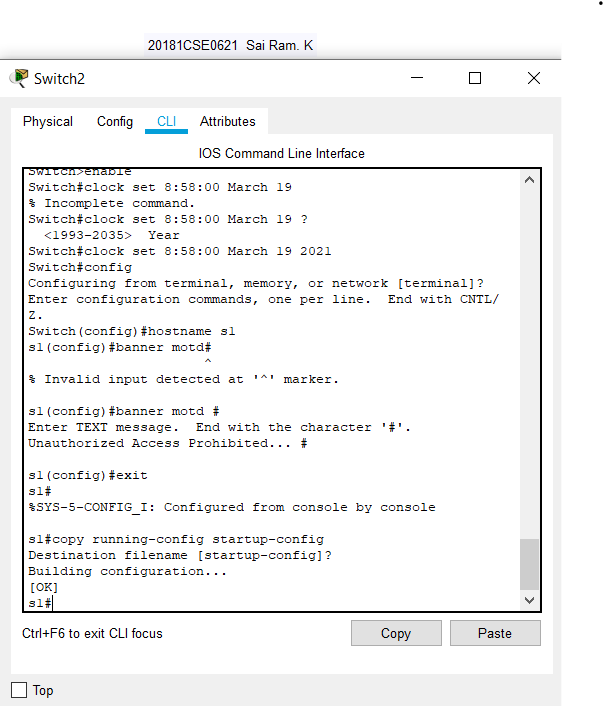 20181CSE0621 Sai Ram. K
Switch2
Physical Config CLI Attributes
IOS Command Line Interface
Switch>enable
Switch#clock set 8:58:00 March 19
% Incomplete command.
Switch#clock set 8:58:00 March 19 ?
<1993-2035> Year
Switch#clock set 8:58:00 March 19 2021
Switch#config
Configuring from terminal, memory, or network [terminal]?
Enter configuration commands, one per line. End with CNTL/
Z.
Switch(config)#hostname s1
s1(config)#banner motd#
^
% Invalid input detected at '^' marker.
s1(config)#banner motd #
Enter TEXT message. End with the character '#'.
Unauthorized Access Prohibited... #
s1(config)#exit
s1#
%SYS-5-CONFIG_I: Configured from console by console
s1#copy running-config startup-config
Destination filename [startup-config]?
Building configuration...
[OK]
s1#
Ctrl+F6 to exit CLI focus
Copy Paste
Top